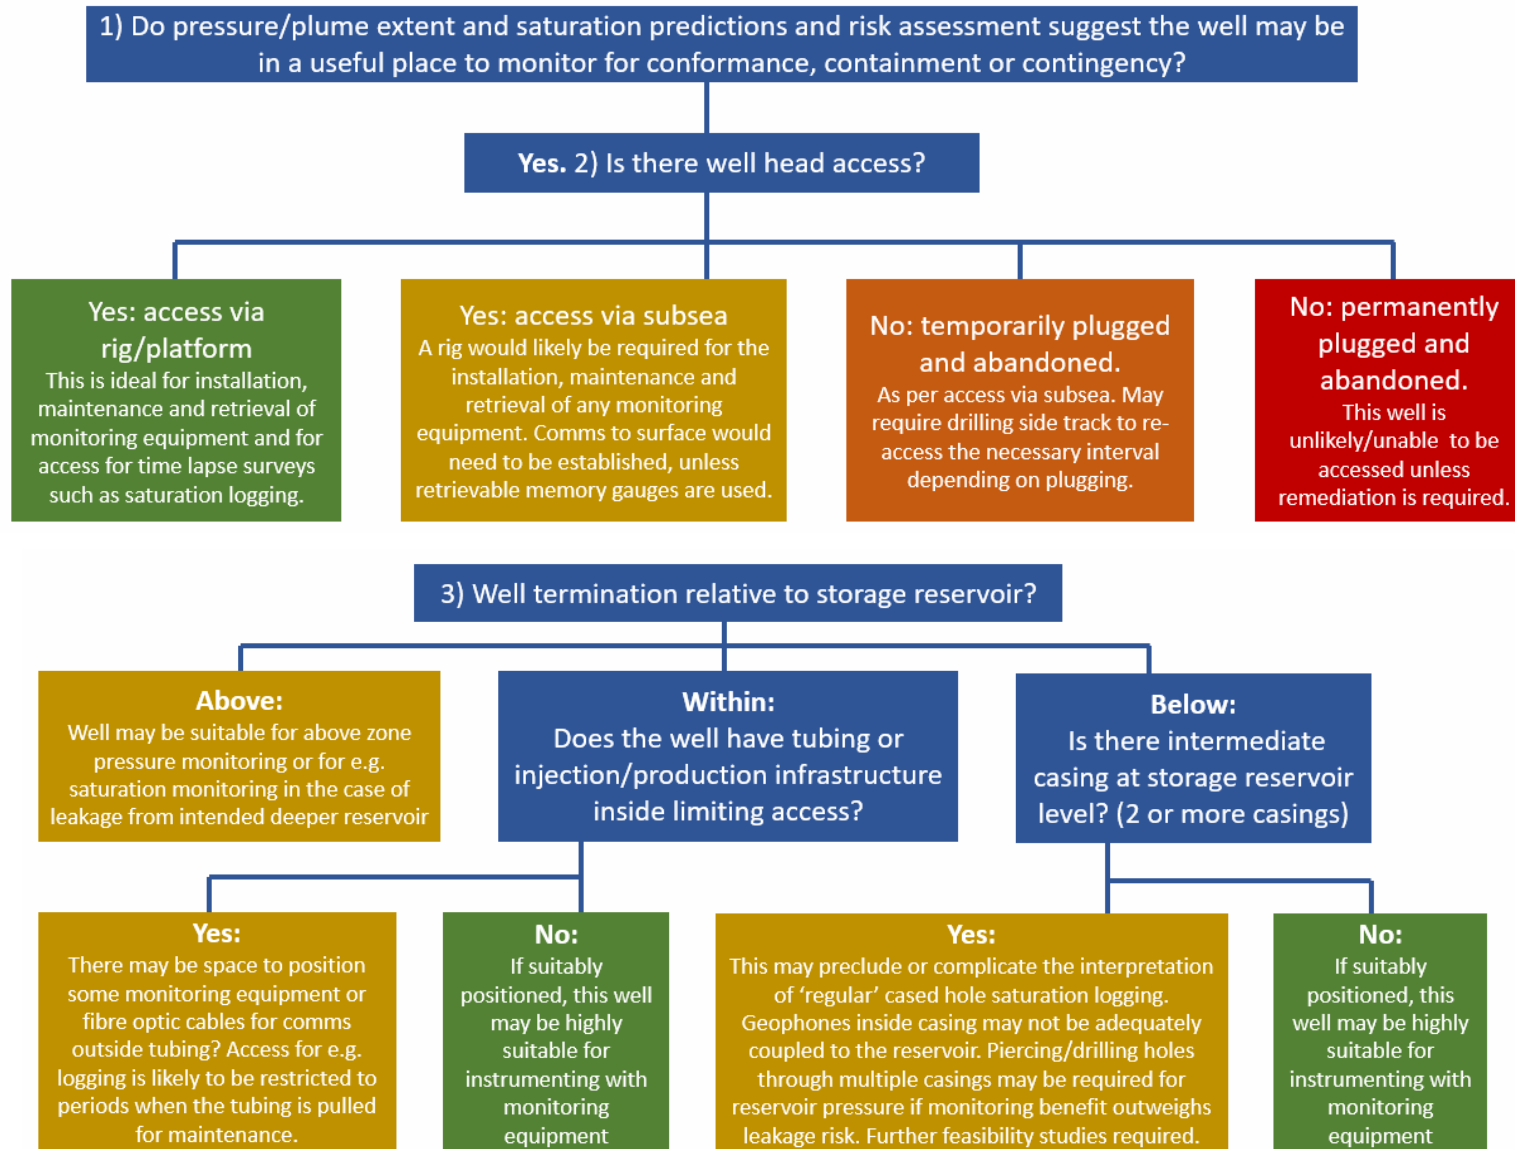 1) Do pressure/plume extent and saturation predictions and risk assessment suggest the well may be
in a useful place to monitor for conformance, containment or contingency?
Yes. 2) Is there well head access?
Yes: access via
rig/platform
This is ideal for installation,
maintenance and retrieval of
monitoring equipment and for
access for time lapse surveys
such as saturation logging.
Yes: access via subsea
A rig would likely be required for the
installation, maintenance and
retrieval of any monitoring
equipment. Comms to surface would
need to be established, unless
retrievable memory gauges are used.
No: temporarily plugged
and abandoned.
As per access via subsea. May
require drilling side track to re-
access the necessary interval
depending on plugging.
No: permanently
plugged and
abandoned.
This well is
unlikely/unable to be
accessed unless
remediation is required.
3) Well termination relative to storage reservoir?
Above:
Well may be suitable for above zone
pressure monitoring or for e.g.
saturation monitoring in the case of
leakage from intended deeper reservoir
Within:
Does the well have tubing or
injection/production infrastructure
inside limiting access?
Below:
Is there intermediate
casing at storage reservoir
level? (2 or more casings)
Yes:
There may be space to position
some monitoring equipment or
fibre optic cables for comms
outside tubing? Access for e.g.
logging is likely to be restricted to
periods when the tubing is pulled
for maintenance.
No:
If suitably
positioned, this well
may be highly
suitable for
instrumenting with
monitoring
equipment
Yes:
This may preclude or complicate the interpretation
of ‘regular’ cased hole saturation logging.
Geophones inside casing may not be adequately
coupled to the reservoir. Piercing/drilling holes
through multiple casings may be required for
reservoir pressure if monitoring benefit outweighs
leakage risk. Further feasibility studies required.
No:
If suitably
positioned, this
well may be highly
suitable for
instrumenting with
monitoring
equipment